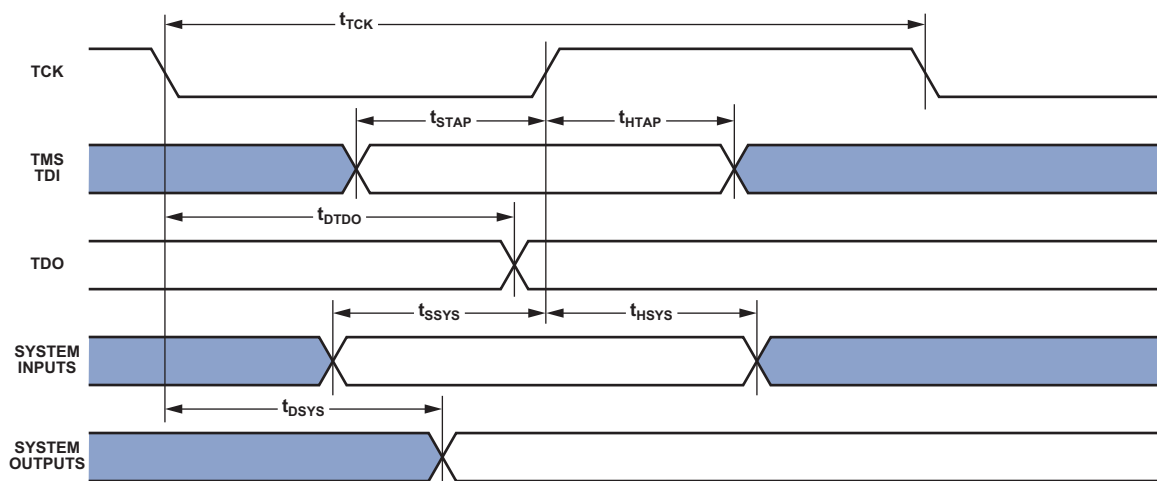 tTCK
TCK
tSTAP
tHTAP
TMS
TDI
tDTDO
TDO
tSSYS
tHSYS
SYSTEM
INPUTS
tDSYS
SYSTEM
OUTPUTS